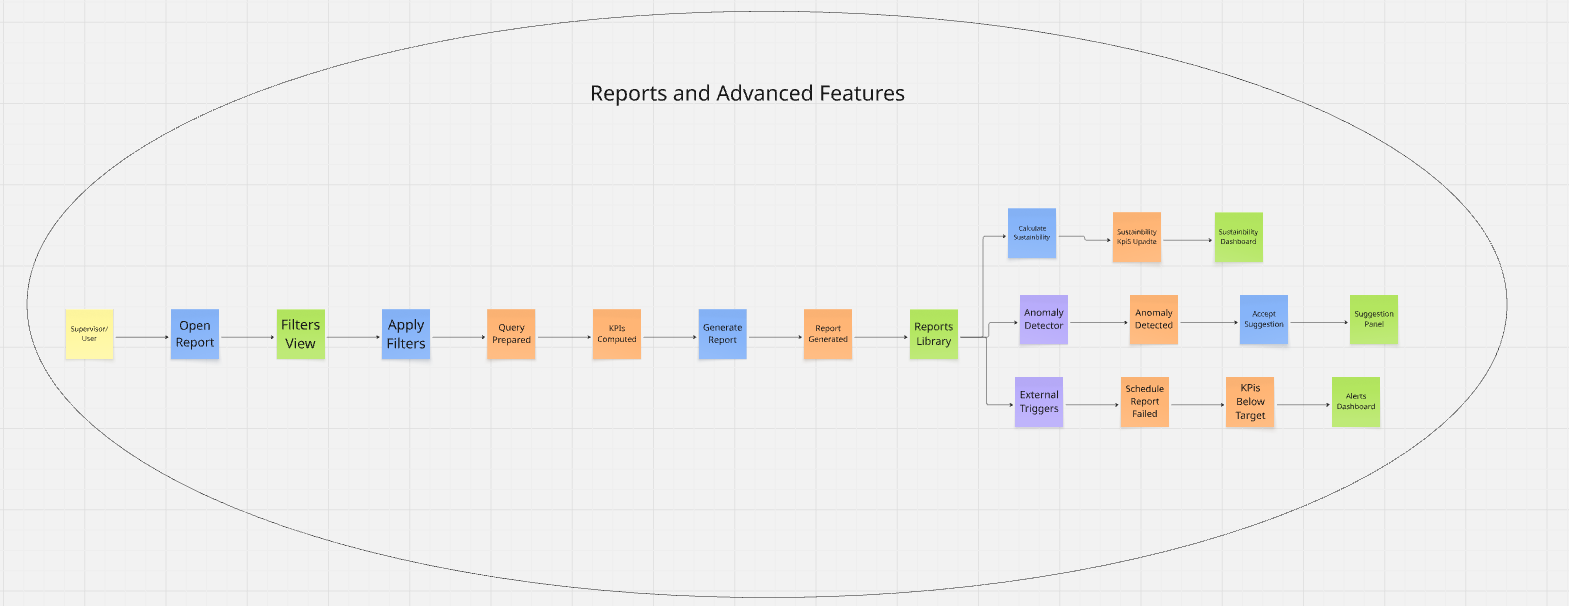 Reports and Advanced Features
Supervisor/
User
Open
Report
Filters
View
Apply
Filters
Query
Prepared
KPIs
Computed
Generate
Report
Report
Generated
Reports
Library
Calculate
Sustainbility
Sustainbility
KpiS Upadte
Sustainbility
Dashboard
Anomaly
Detector
Anomaly
Detected
Accept
Suggestion
Suggestion
Panel
External
Triggers
Schedule
Report
Failed
KPis
Below
Target
Alerts
Dashboard